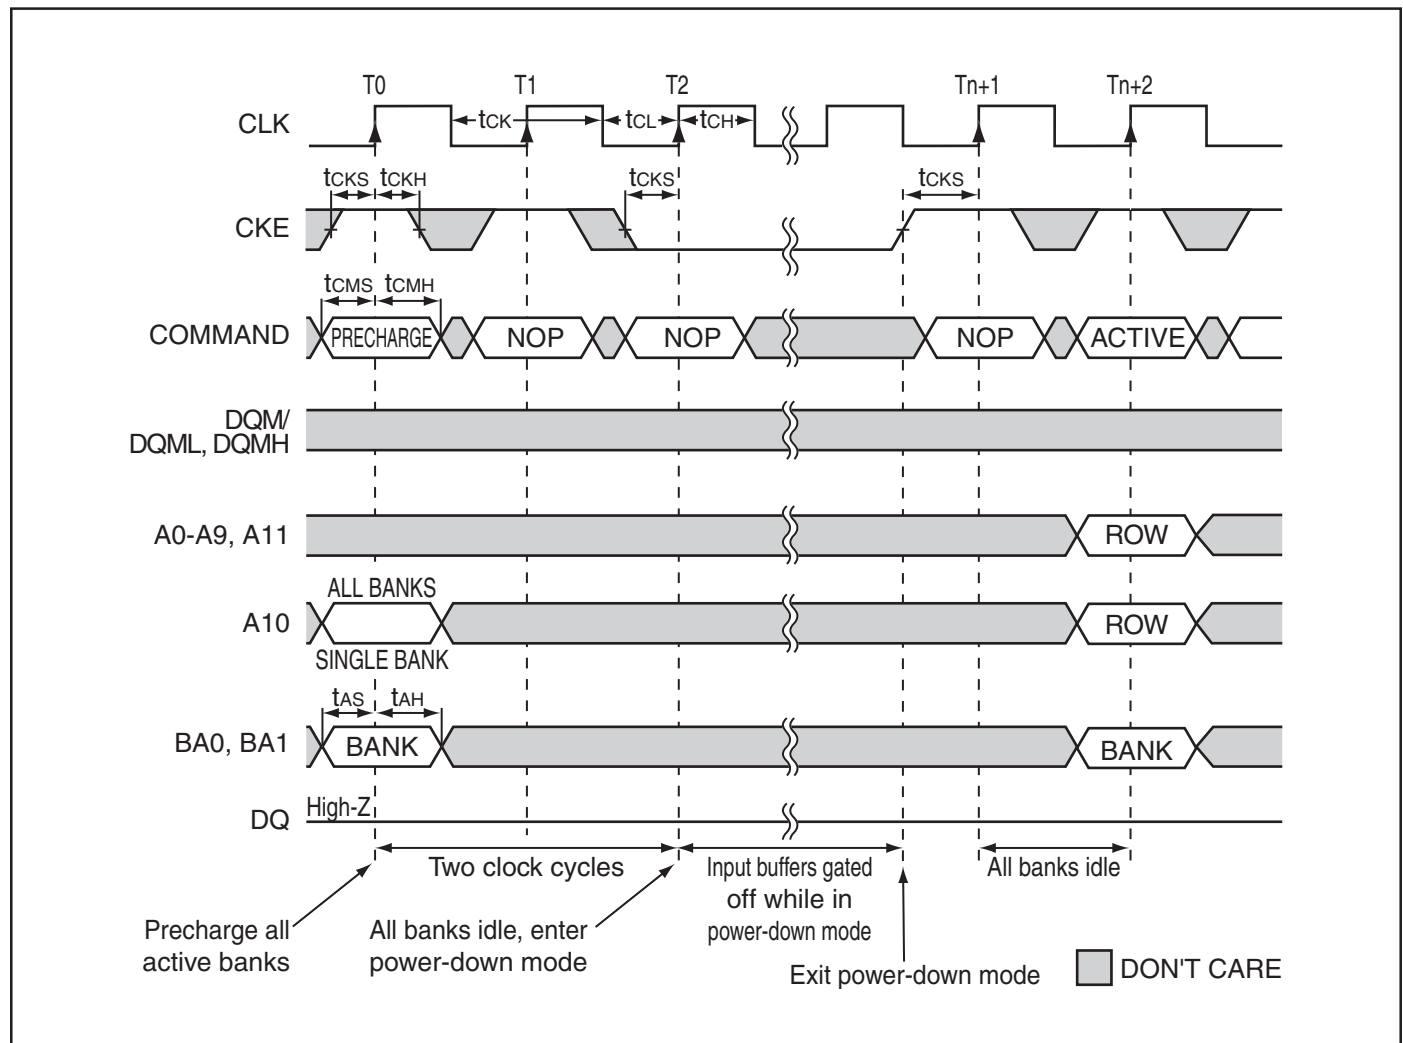 T0 T1 T2 Tn+1 Tn+2
CLK tCK tCL tCH
tCKS tCKH tCKS tCKS
CKE
tCMS tCMH
COMMAND PRECHARGE NOP NOP NOP ACTIVE
DQM/
DQML, DQMH
A0-A9, A11 ROW
ALL BANKS
A10 ROW
SINGLE BANK
tAS tAH
BA0, BA1 BANK BANK
High-Z
DQ
Two clock cycles
Input buffers gated
off while in
power-down mode
All banks idle
Precharge all
active banks
All banks idle, enter
power-down mode
Exit power-down mode
DON'T CARE